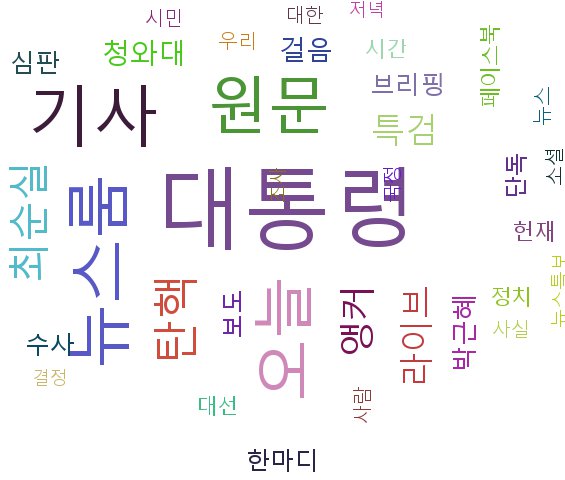 시민
대한
저녁
심판
청와대
우리
걸음
시간
페이스북
기사
원문
브리핑
뉴스
특검
최순실
뉴스룸
대통령
단독
소셜
헌재
탄핵
보도
오늘
앵커
라이브
박근혜
정치
사실
뉴스특보
수사
결정
대선
사람
한마디